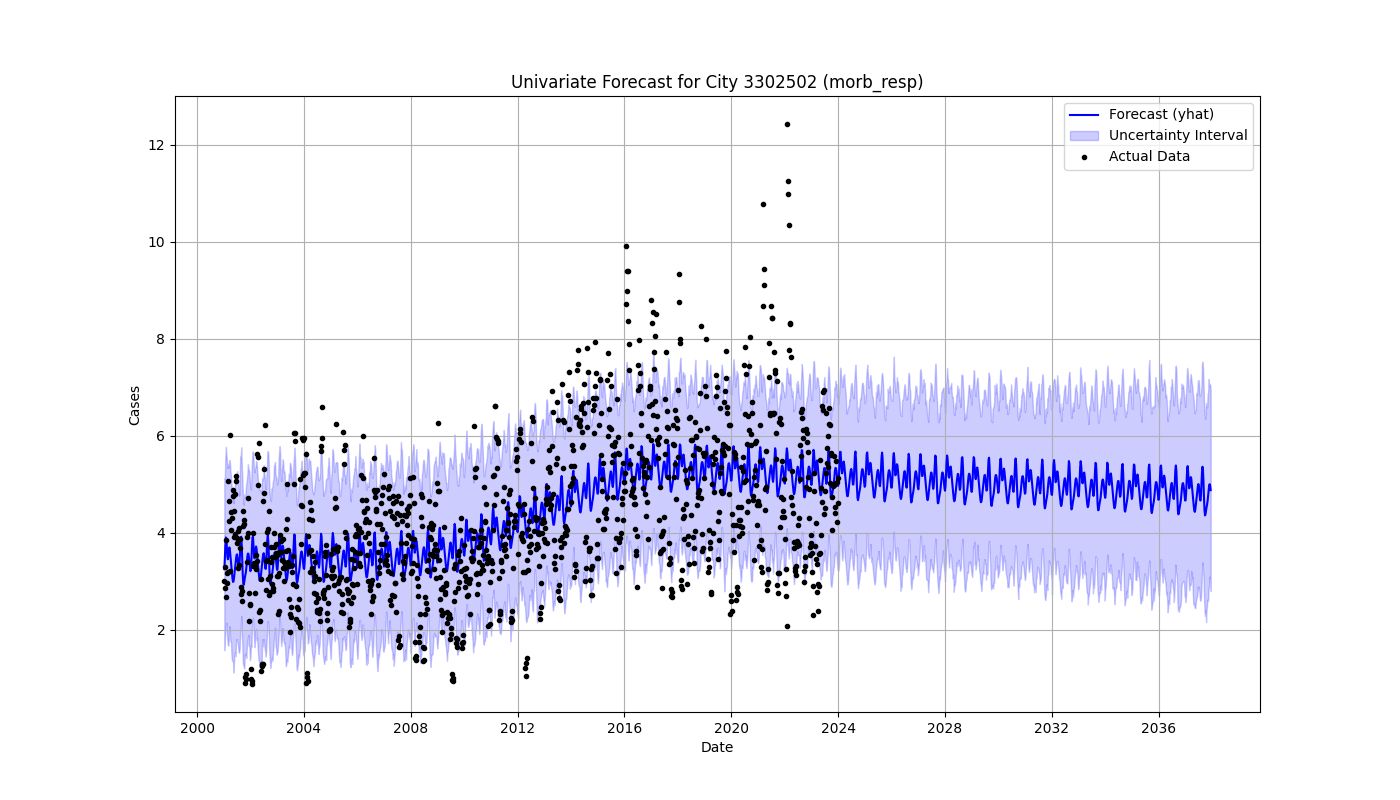 Univariate Forecast for City 3302502 (morb_resp)
Forecast (yhat)
Uncertainty Interval
Actual Data
Cases
12
10
8
6
4
2
2000 2004 2008 2012 2016 2020 2024 2028 2032 2036
Date